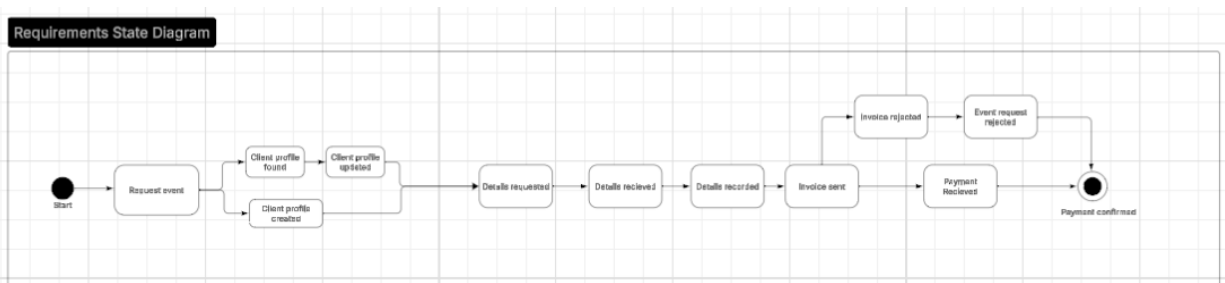 Requirements State Diagram
Start
Request event
Client profile
found
Client profile
updated
Client profile
created
Details requested
Details recieved
Details recorded
Invoice sent
Invoice rejected
Event request
rejected
Payment
Recieved
Payment confirmed